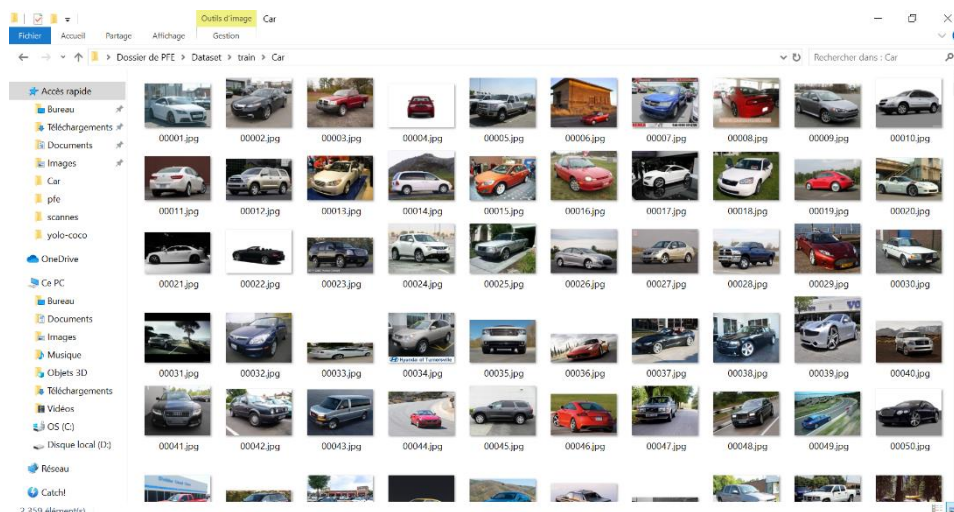 Outils d'image Car
Fichier Accueil Partage Affichage Gestion
Dossier de PFE > Dataset > train > Car
Rechercher dans : Car
Accès rapide
Bureau
Téléchargements
Documents
Images
Car
pfe
scannes
yolo-coco
OneDrive
Ce PC
Bureau
Documents
Images
Musique
Objets 3D
Téléchargements
Vidéos
OS (C:)
Disque local (D:)
Réseau
Catch!
2 359 élément(s)
00001.jpg 00002.jpg 00003.jpg 00004.jpg 00005.jpg 00006.jpg 00007.jpg 00008.jpg 00009.jpg 00010.jpg
00011.jpg 00012.jpg 00013.jpg 00014.jpg 00015.jpg 00016.jpg 00017.jpg 00018.jpg 00019.jpg 00020.jpg
00021.jpg 00022.jpg 00023.jpg 00024.jpg 00025.jpg 00026.jpg 00027.jpg 00028.jpg 00029.jpg 00030.jpg
Hyundai of Turnersville
00031.jpg 00032.jpg 00033.jpg 00034.jpg 00035.jpg 00036.jpg 00037.jpg 00038.jpg 00039.jpg 00040.jpg
00041.jpg 00042.jpg 00043.jpg 00044.jpg 00045.jpg 00046.jpg 00047.jpg 00048.jpg 00049.jpg 00050.jpg